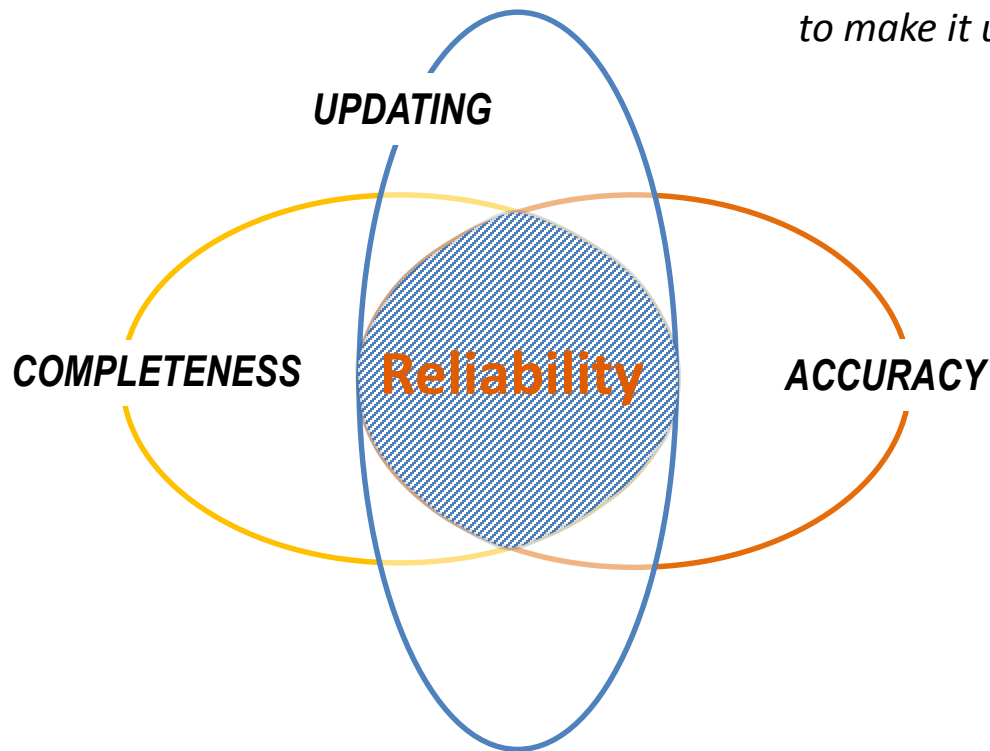 to make it
UPDATING
COMPLETENESS
Reliability
ACCURACY